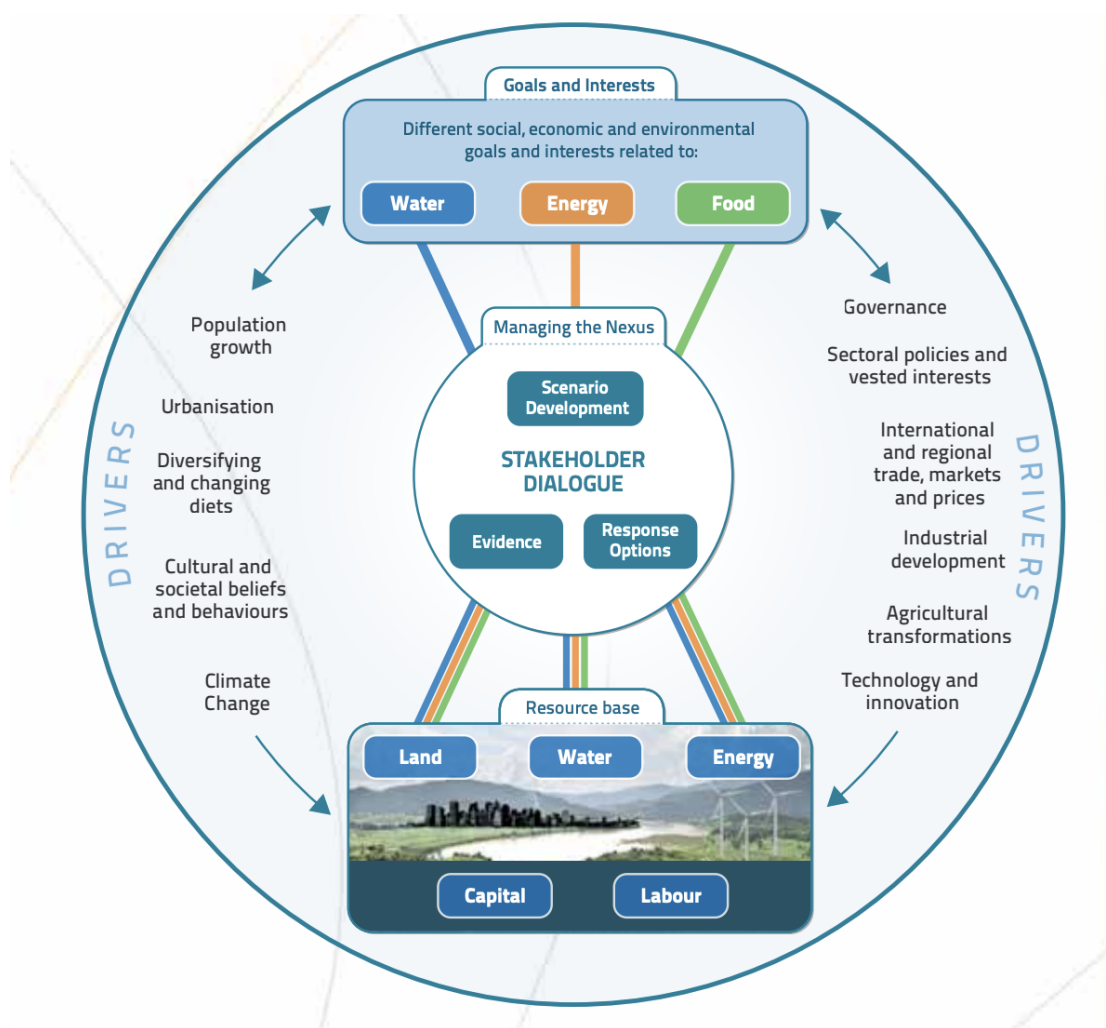 Goals and Interests
Different social, economic and environmental
goals and interests related to:
Water
Energy
Food
Population
growth
Urbanisation
Diversifying
and changing
diets
Cultural and
societal beliefs
and behaviours
Climate
Change
DRIVERS
Managing the Nexus
Scenario
Development
STAKEHOLDER
DIALOGUE
Evidence
Response
Options
Governance
Sectoral policies and
vested interests
International
and regional
trade, markets
and prices
Industrial
development
Agricultural
transformations
Technology and
innovation
DRIVERS
Resource base
Land
Water
Energy
Capital
Labour